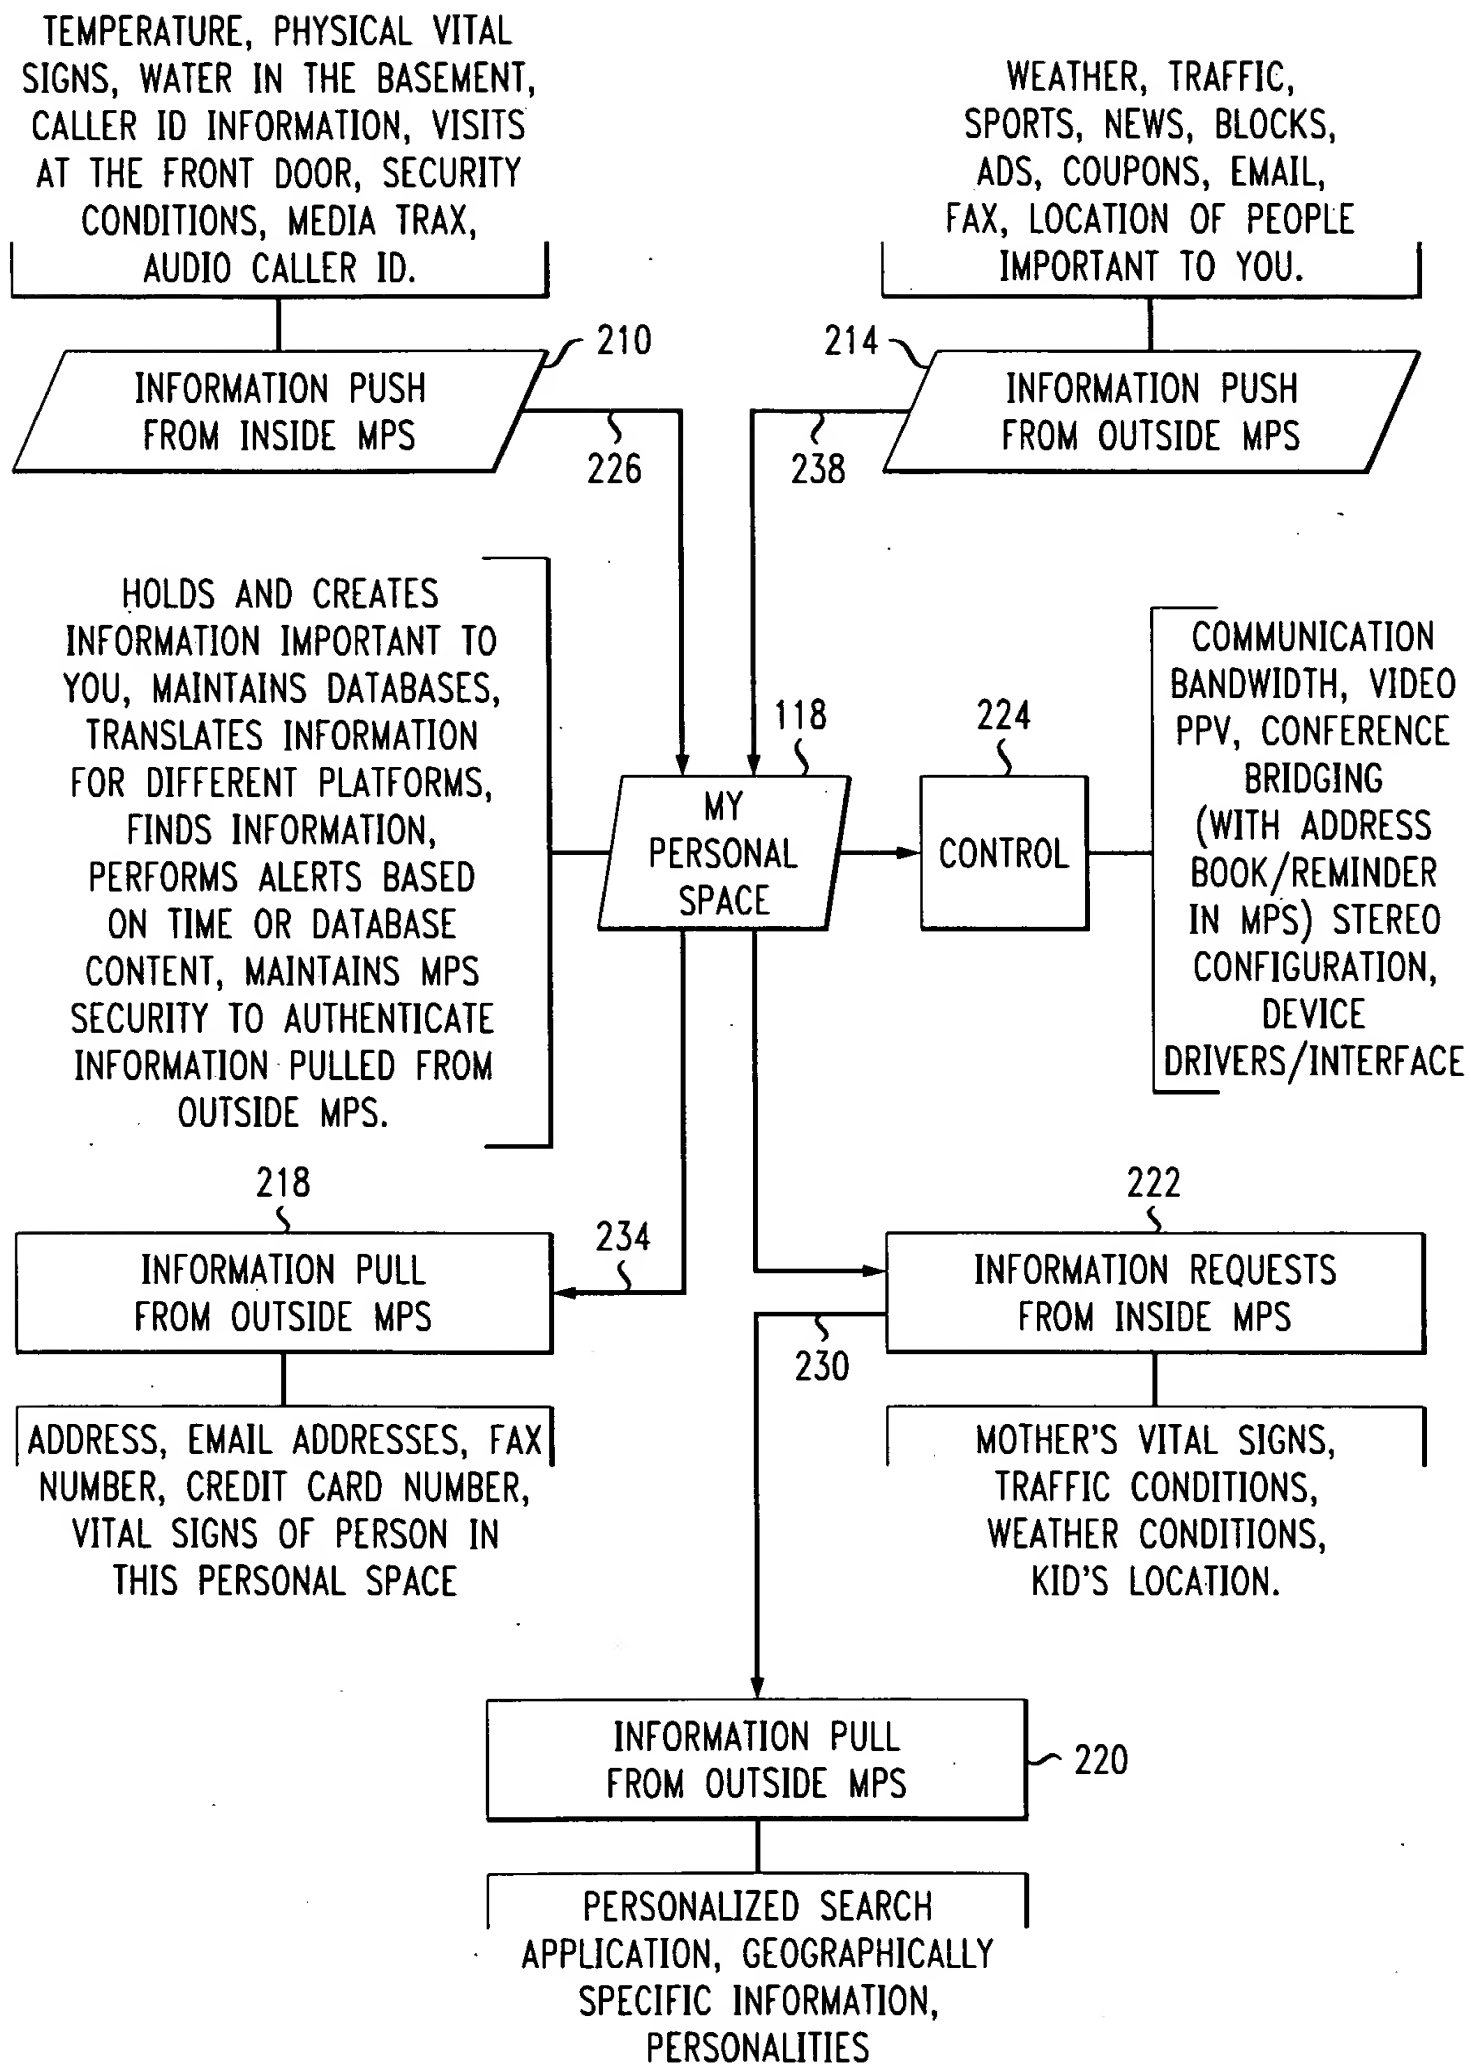 TEMPERATURE, PHYSICAL VITAL
SIGNS, WATER IN THE BASEMENT,
CALLER ID INFORMATION, VISITS
AT THE FRONT DOOR, SECURITY
CONDITIONS, MEDIA TRAX,
AUDIO CALLER ID.
WEATHER, TRAFFIC,
SPORTS, NEWS, BLOCKS,
ADS, COUPONS, EMAIL,
FAX, LOCATION OF PEOPLE
IMPORTANT TO YOU.
210
INFORMATION PUSH
FROM INSIDE MPS
226
214
INFORMATION PUSH
FROM OUTSIDE MPS
238
HOLDS AND CREATES
INFORMATION IMPORTANT TO
YOU, MAINTAINS DATABASES,
TRANSLATES INFORMATION
FOR DIFFERENT PLATFORMS,
FINDS INFORMATION,
PERFORMS ALERTS BASED
ON TIME OR DATABASE
CONTENT, MAINTAINS MPS
SECURITY TO AUTHENTICATE
INFORMATION PULLED FROM
OUTSIDE MPS.
118
MY
PERSONAL
SPACE
224
CONTROL
COMMUNICATION
BANDWIDTH, VIDEO
PPV, CONFERENCE
BRIDGING
(WITH ADDRESS
BOOK/REMINDER
IN MPS) STEREO
CONFIGURATION,
DEVICE
DRIVERS/INTERFACE
218
INFORMATION PULL
FROM OUTSIDE MPS
234
ADDRESS, EMAIL ADDRESSES, FAX
NUMBER, CREDIT CARD NUMBER,
VITAL SIGNS OF PERSON IN
THIS PERSONAL SPACE
222
INFORMATION REQUESTS
FROM INSIDE MPS
230
MOTHER'S VITAL SIGNS,
TRAFFIC CONDITIONS,
WEATHER CONDITIONS,
KID'S LOCATION.
INFORMATION PULL
FROM OUTSIDE MPS
220
PERSONALIZED SEARCH
APPLICATION, GEOGRAPHICALLY
SPECIFIC INFORMATION,
PERSONALITIES